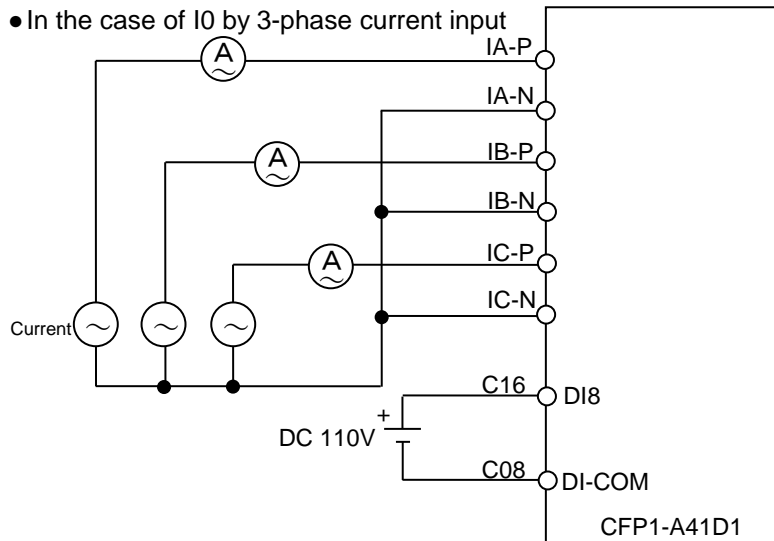 ● In the case of I0 by 3-phase current input
IA-P
A
IA-N
IB-P
A
IB-N
IC-P
A
IC-N
Current
C16
DI8
+
DC 110V
C08
DI-COM
CFP1-A41D1